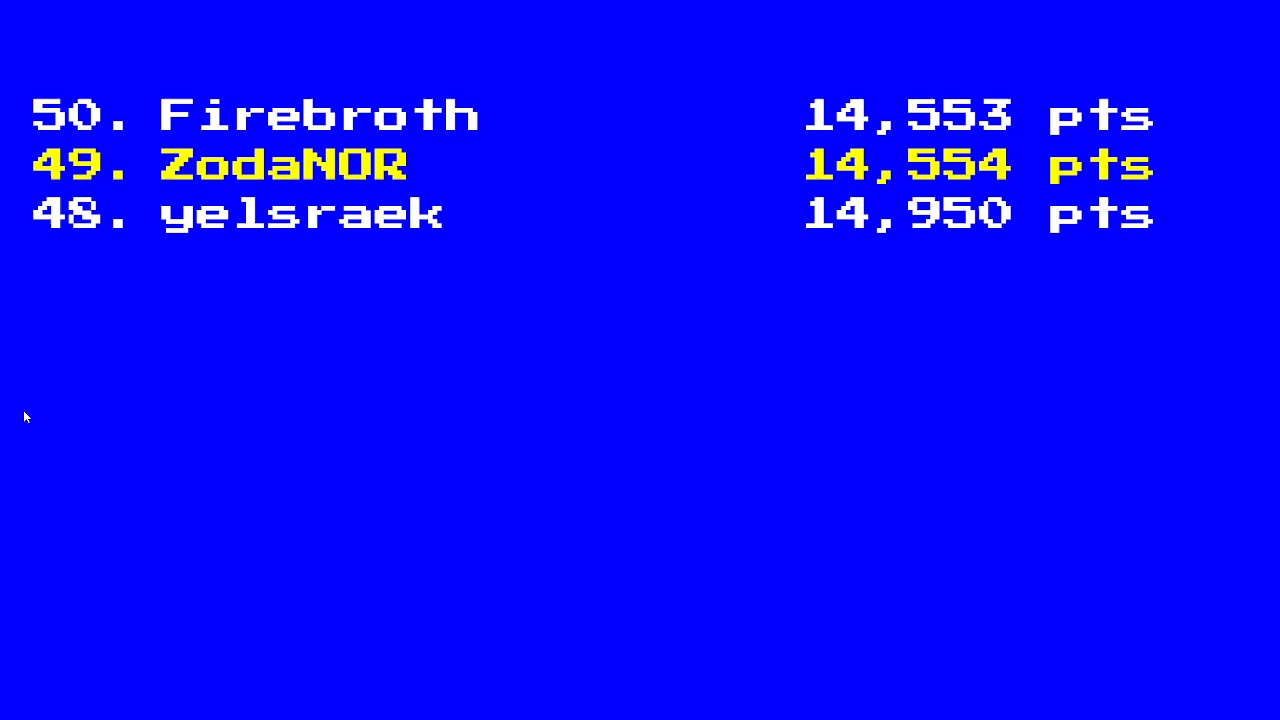 50. Firebroth 14,553 pts
49. ZodaNOR 14,554 pts
48. yelsraek 14,950 pts